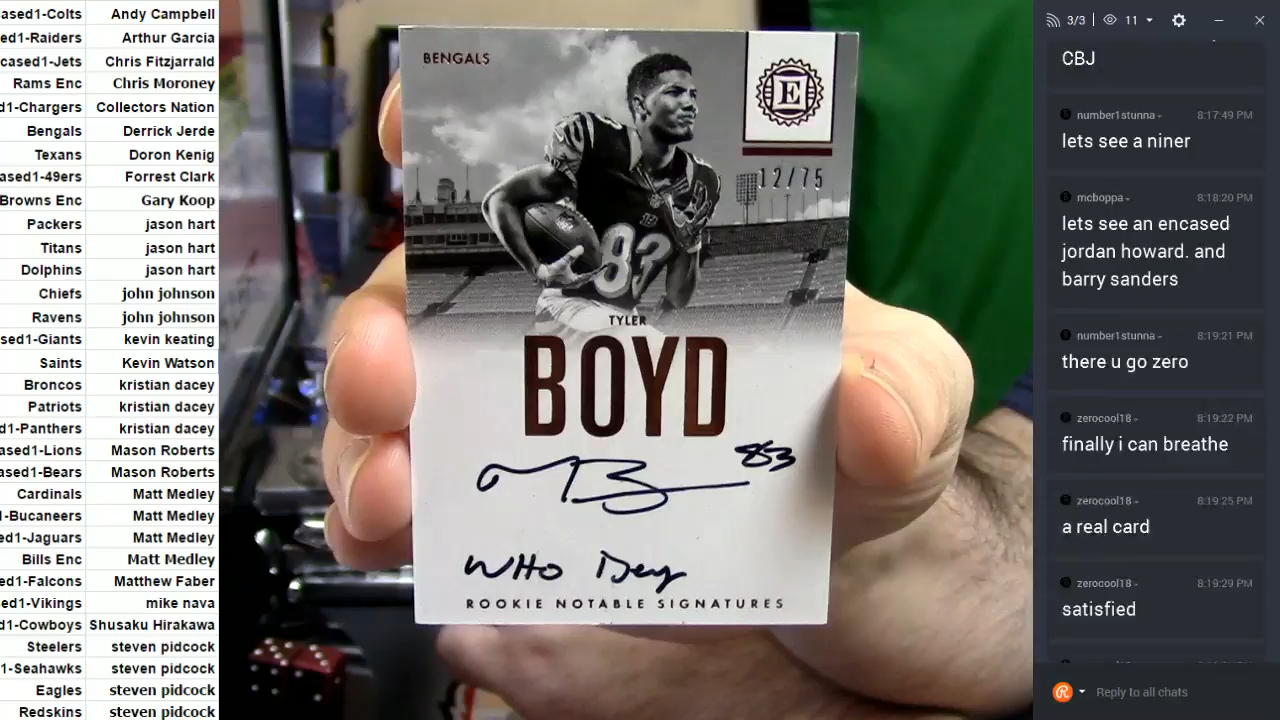 ased1-Colts Andy Campbell
ed1-Raiders Arthur Garcia
cased1-Jets Chris Fitzjarrald
Rams Enc Chris Moroney
d1-Chargers Collectors Nation
Bengals Derrick Jerde
Texans Doron Kenig
ased1-49ers Forrest Clark
Browns Enc Gary Koop
Packers jason hart
Titans jason hart
Dolphins jason hart
Chiefs john johnson
Ravens john johnson
sed1-Giants kevin keating
Saints Kevin Watson
Broncos kristian dacey
Patriots kristian dacey
d1-Panthers kristian dacey
ased1-Lions Mason Roberts
ased1-Bears Mason Roberts
Cardinals Matt Medley
1-Bucaneers Matt Medley
ed1-Jaguars Matt Medley
Bills Enc Matt Medley
ed1-Falcons Matthew Faber
ed1-Vikings mike nava
ed1-Cowboys Shusaku Hirakawa
Steelers steven pidcock
1-Seahawks steven pidcock
Eagles steven pidcock
Redskins steven pidcock
BENGALS
E
12/75
83
TYLER
BOYD
83
WHO Dey
ROOKIE NOTABLE SIGNATURES
3/3 11
CBJ
number1stunna 8:17:49 PM
lets see a niner
mcboppa 8:18:20 PM
lets see an encased
jordan howard. and
barry sanders
number1stunna 8:19:21 PM
there u go zero
zerocool18 8:19:22 PM
finally i can breathe
zerocool18 8:19:25 PM
a real card
zerocool18 8:19:29 PM
satisfied
Reply to all chats